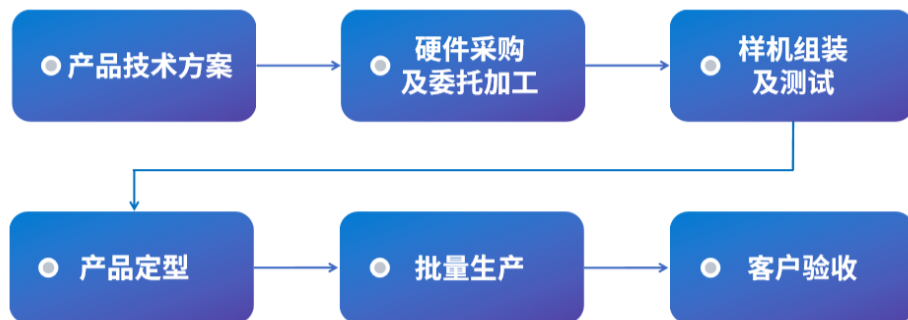 产品技术方案
硬件采购
及委托加工
样机组装
及测试
产品定型
批量生产
客户验收